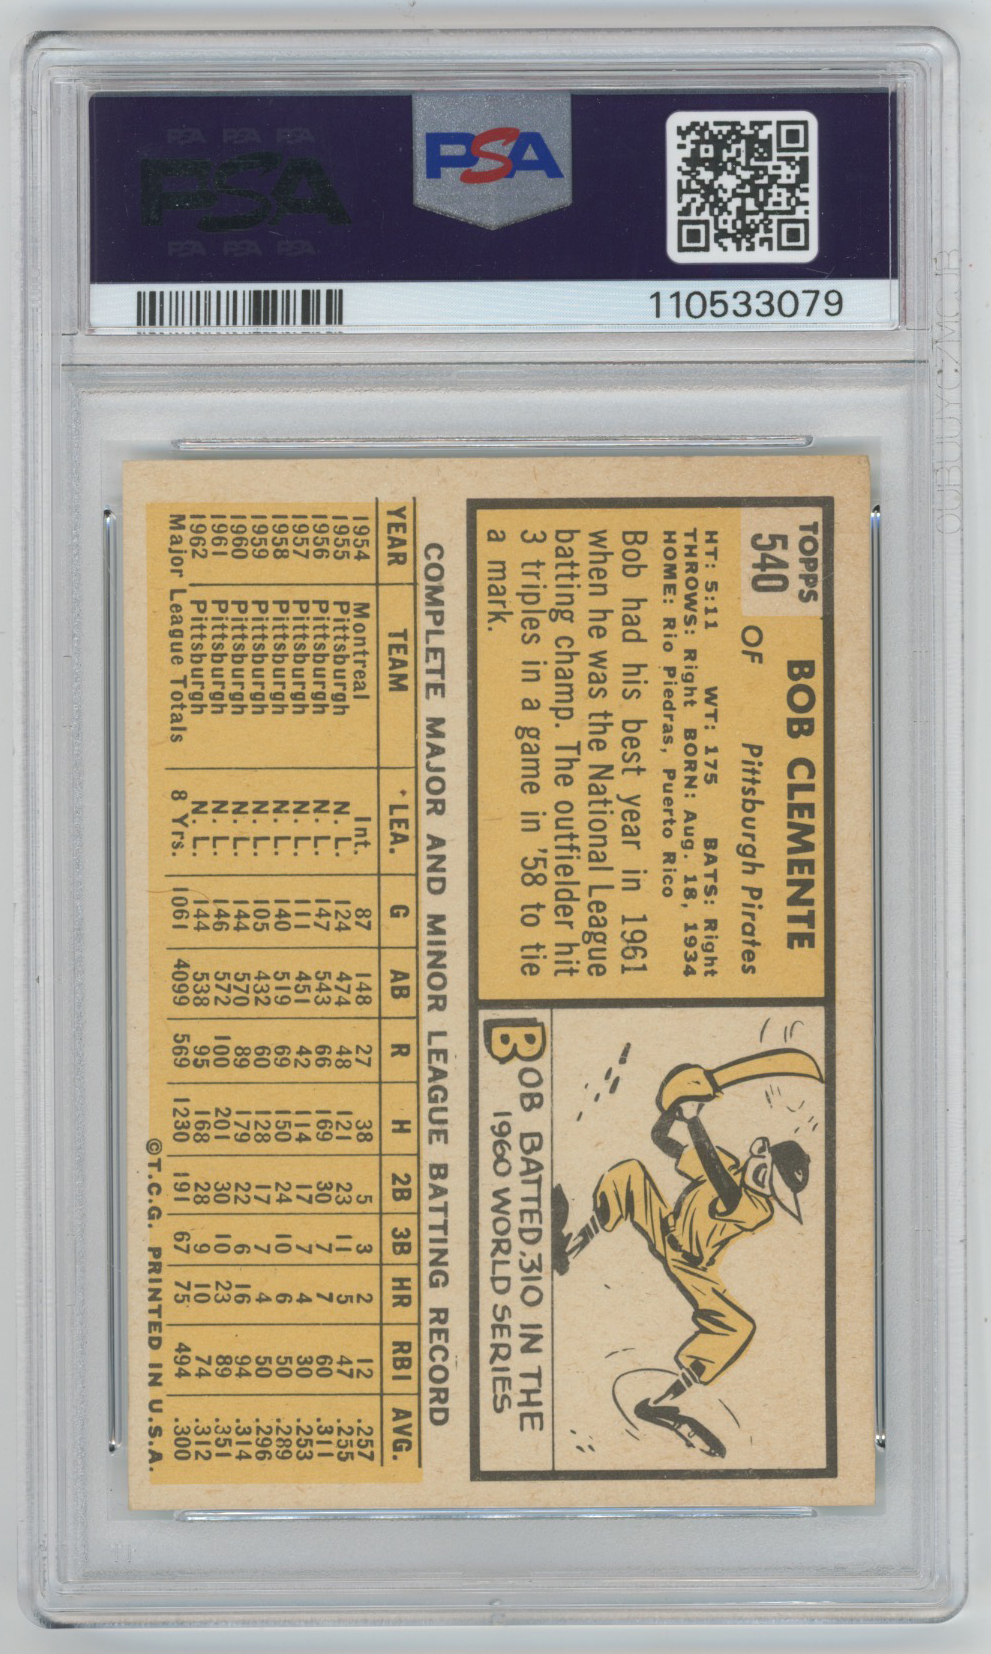 PSA PSA PSA
PSA
PSA PSA PSA
PSA
110533079
TOPPS
540
BOB CLEMENTE
OF Pittsburgh Pirates
HT: 5:11 WT: 175 BATS: Right
THROWS: Right BORN: Aug. 18, 1934
HOME: Rio Piedras, Puerto Rico
Bob had his best year in 1961
when he was the National League
batting champ. The outfielder hit
3 triples in a game in '58 to tie
a mark.
BOB BATTED .310 IN THE
1960 WORLD SERIES
COMPLETE MAJOR AND MINOR LEAGUE BATTING RECORD
YEAR TEAM LEA. G AB R H 2B 3B HR RBI AVG.
1954 Montreal Int. 87 148 27 38 5 3 2 12 .257
1955 Pittsburgh N. L. 124 474 48 121 23 11 5 47 .255
1956 Pittsburgh N. L. 147 543 66 169 30 7 7 60 .311
1957 Pittsburgh N. L. 111 451 42 114 17 7 4 30 .253
1958 Pittsburgh N. L. 140 519 69 150 24 10 6 50 .289
1959 Pittsburgh N. L. 105 432 60 128 17 7 4 50 .296
1960 Pittsburgh N. L. 144 570 89 179 22 6 16 94 .314
1961 Pittsburgh N. L. 146 572 100 201 30 10 23 89 .351
1962 Pittsburgh N. L. 144 538 95 168 28 9 10 74 .312
Major League Totals 8 Yrs. 1061 4099 569 1230 191 67 75 494 .300
©T.C.G. PRINTED IN U.S.A.